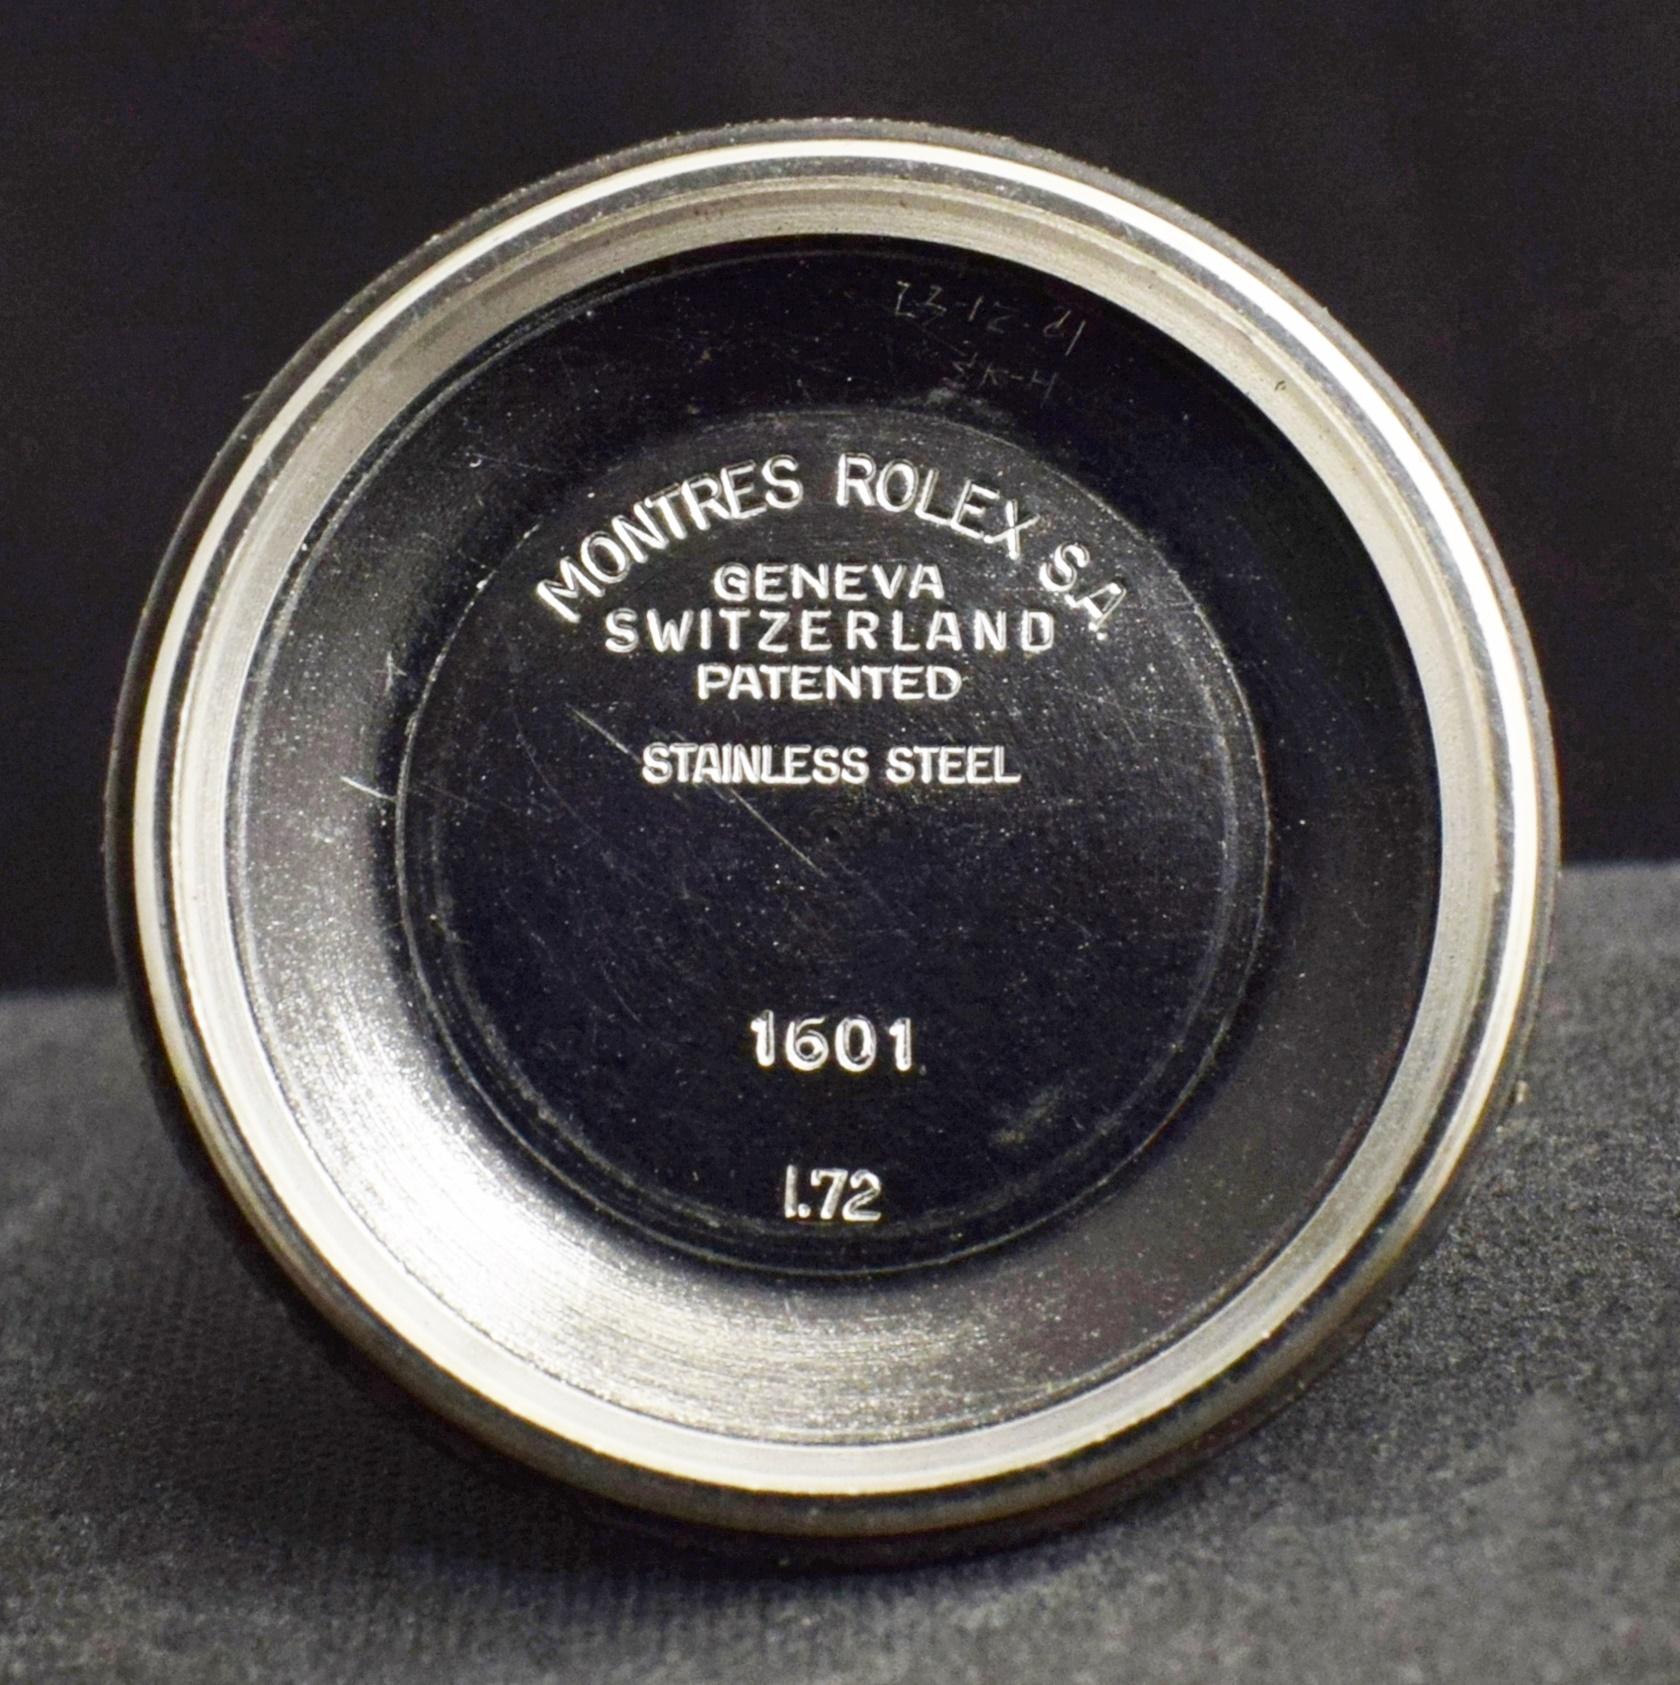 MONTRES ROLEX S.A.
GENEVA
SWITZERLAND
PATENTED
STAINLESS STEEL
1601
I.72